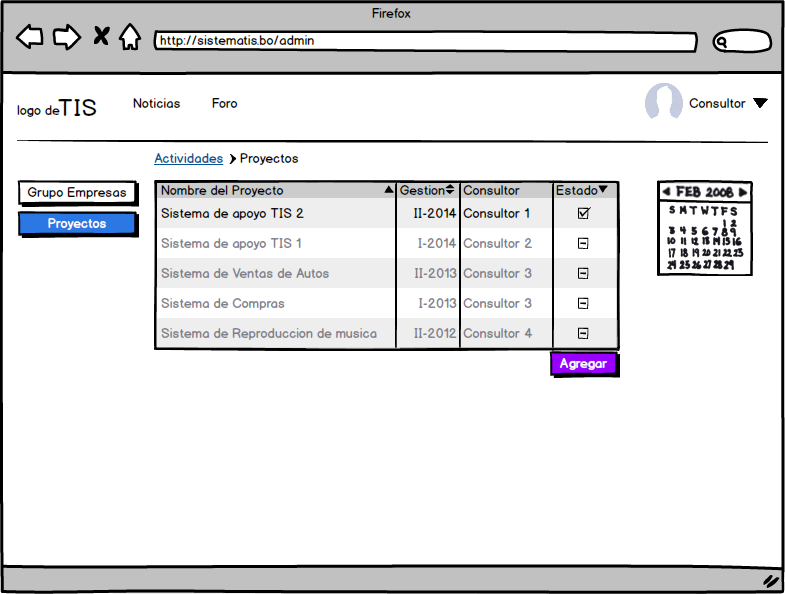 Firefox
http://sistematis.bo/admin
logo deTIS Noticias Foro Consultor
Actividades Proyectos
Grupo Empresas
Proyectos
Nombre del Proyecto Gestion Consultor Estado
Sistema de apoyo TIS 2 II-2014 Consultor 1
Sistema de apoyo TIS 1 I-2014 Consultor 2
Sistema de Ventas de Autos II-2013 Consultor 3
Sistema de Compras I-2013 Consultor 3
Sistema de Reproduccion de musica II-2012 Consultor 4
Agregar
FEB 2008
S M T W T F S
1 2
3 4 5 6 7 8 9
10 11 12 13 14 15 16
17 18 19 20 21 22 23
24 25 26 27 28 29